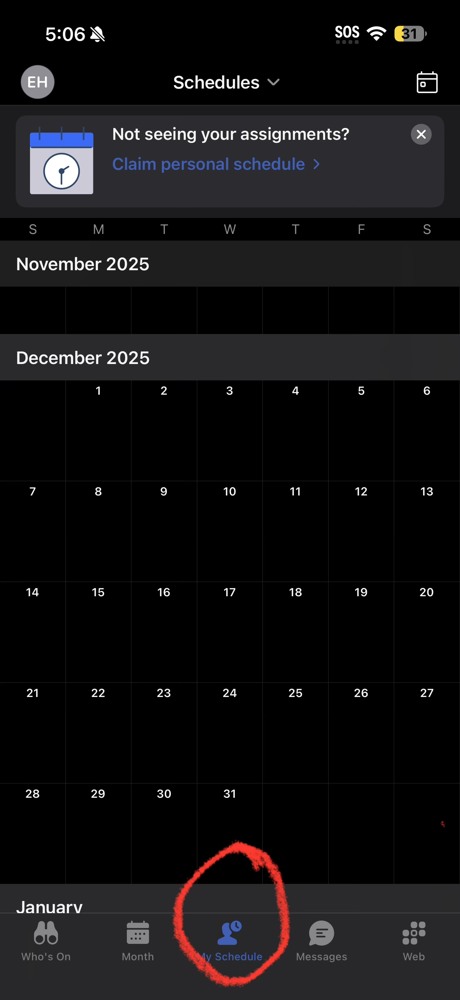 5:06 SOS 31
EH Schedules
Not seeing your assignments?
Claim personal schedule
S M T W T F S
November 2025
December 2025
1 2 3 4 5 6
7 8 9 10 11 12 13
14 15 16 17 18 19 20
21 22 23 24 25 26 27
28 29 30 31
January
Who's On Month My Schedule Messages Web